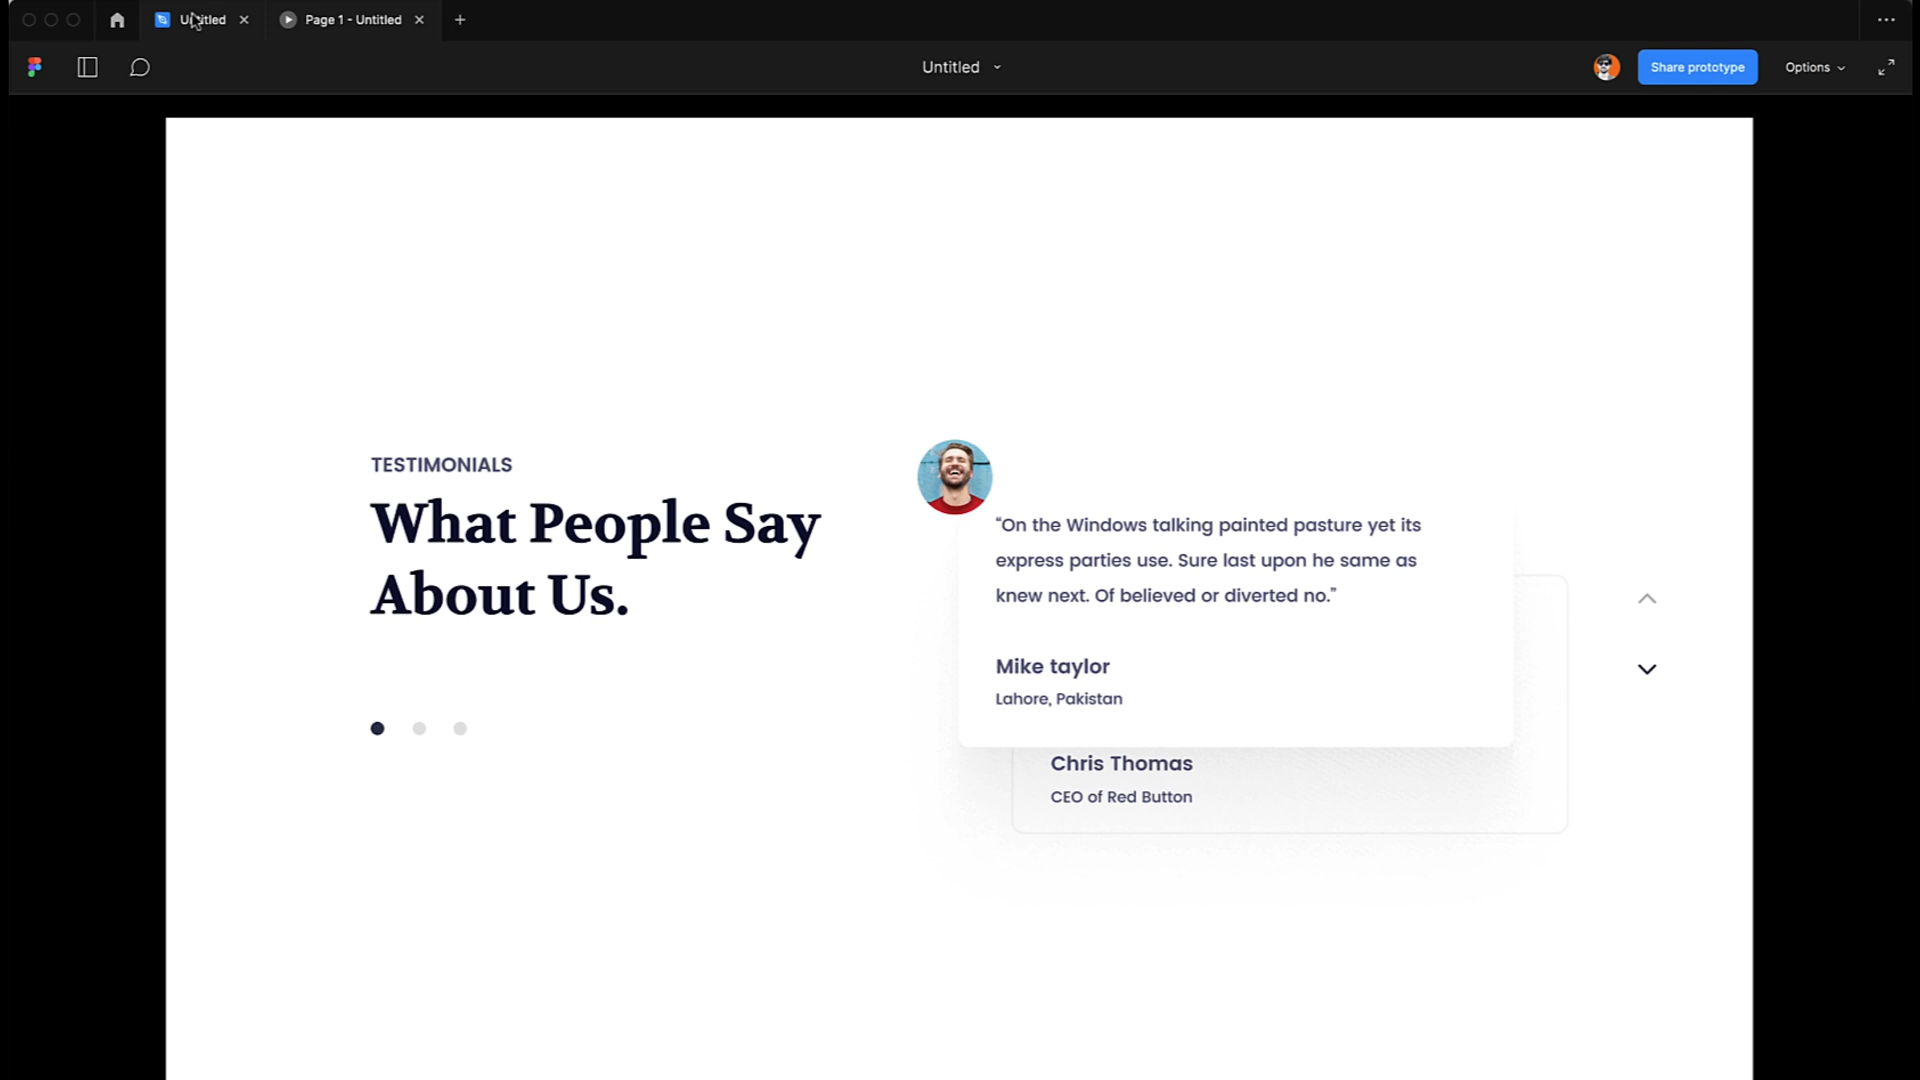 Untitled
Page 1 - Untitled
Untitled
Share prototype
Options
TESTIMONIALS
What People Say
About Us.
“On the Windows talking painted pasture yet its
express parties use. Sure last upon he same as
knew next. Of believed or diverted no.”
Mike taylor
Lahore, Pakistan
Chris Thomas
CEO of Red Button